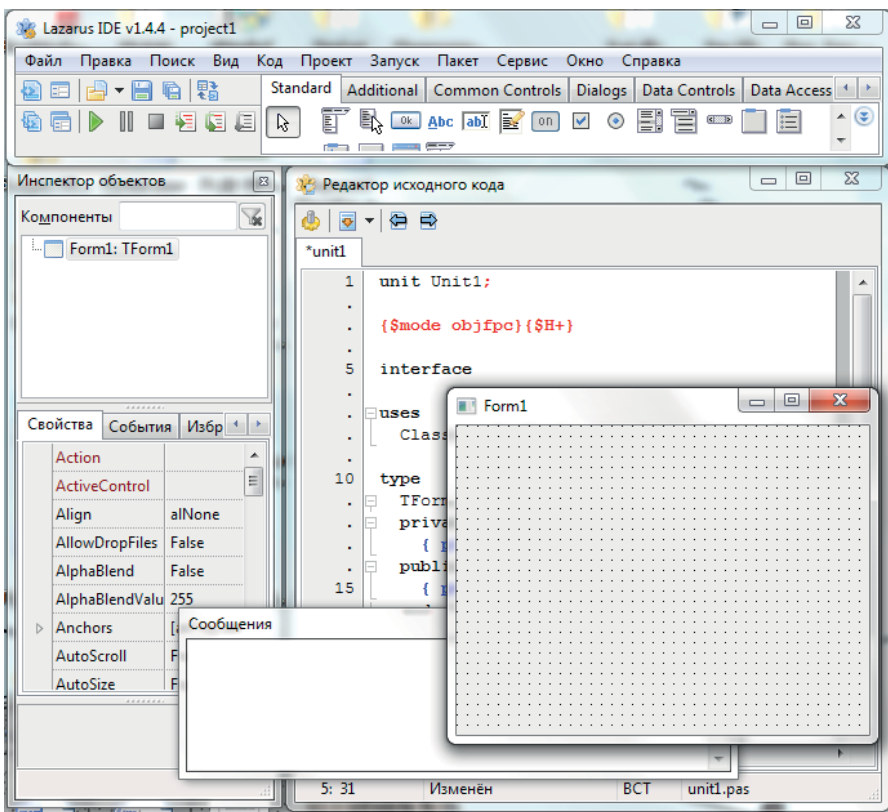 Lazarus IDE v1.4.4 - project1
Файл Правка Поиск Вид Код Проект Запуск Пакет Сервис Окно Справка
Standard Additional Common Controls Dialogs Data Controls Data Access
Ok Abc abI on
Инспектор объектов
Компоненты
Form1: TForm1
Свойства События Избр
Action
ActiveControl
Align alNone
AllowDropFiles False
AlphaBlend False
AlphaBlendValu 255
Anchors [
AutoScroll F
AutoSize F
Редактор исходного кода
*unit1
1 unit Unit1;
.
. {$mode objfpc}{$H+}
.
5 interface
.
. uses
. Class
.
10 type
. TForm
. priva
. { p
. publi
15 { p
Form1
Сообщения
5: 31 Изменён ВСТ unit1.pas